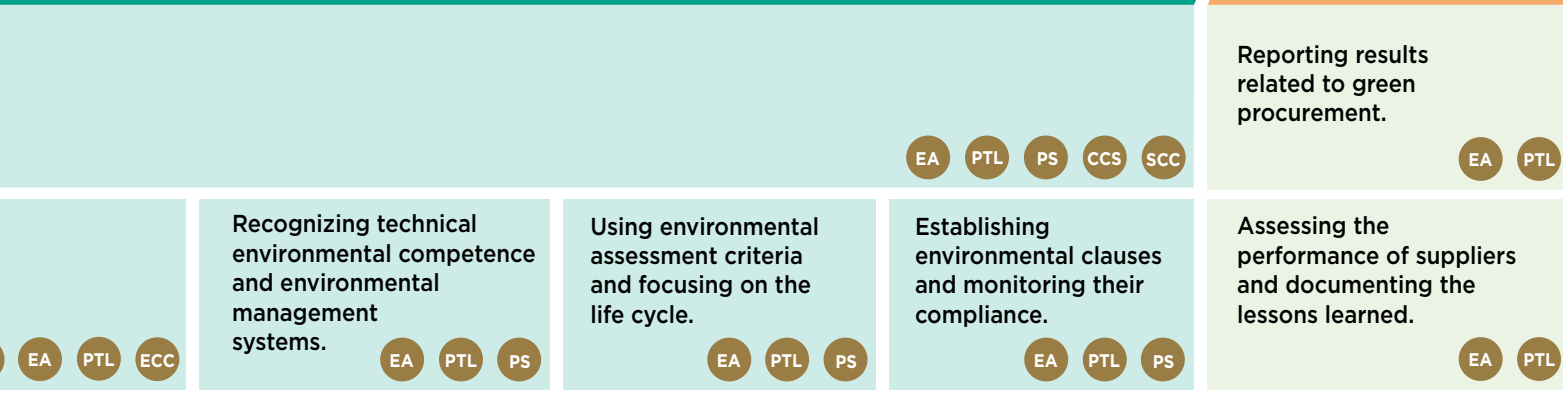 Reporting results
related to green
procurement.
EA PTL PS CCS SCC
EA PTL
EA PTL ECC
Recognizing technical
environmental competence
and environmental
management
systems.
EA PTL PS
Using environmental
assessment criteria
and focusing on the
life cycle.
EA PTL PS
Establishing
environmental clauses
and monitoring their
compliance.
EA PTL PS
Assessing the
performance of suppliers
and documenting the
lessons learned.
EA PTL